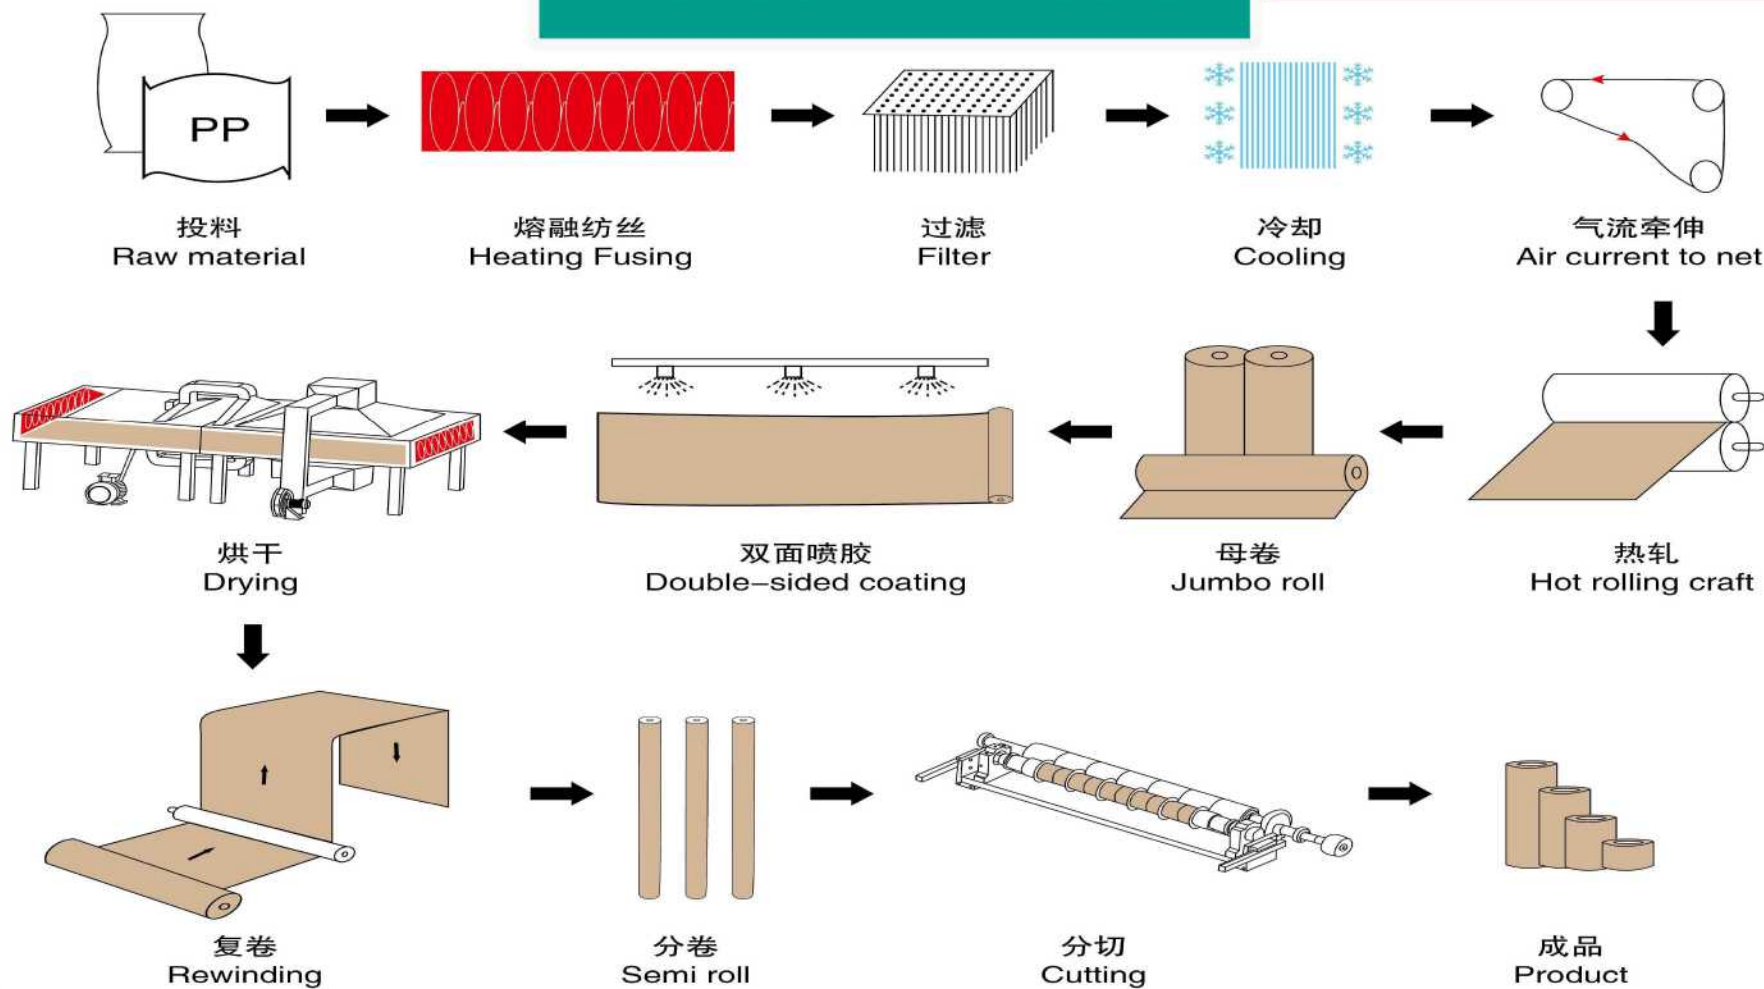 PP
投料
Raw material
熔融纺丝
Heating Fusing
过滤
Filter
冷却
Cooling
气流牵伸
Air current to net
热轧
Hot rolling craft
母卷
Jumbo roll
双面喷胶
Double-sided coating
烘干
Drying
复卷
Rewinding
分卷
Semi roll
分切
Cutting
成品
Product